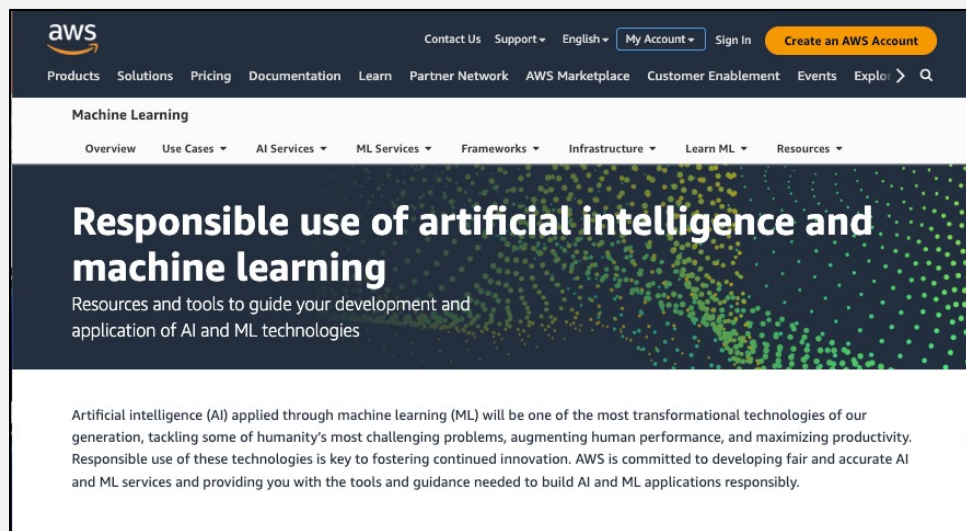 aws
Contact Us Support English My Account Sign In Create an AWS Account
Products Solutions Pricing Documentation Learn Partner Network AWS Marketplace Customer Enablement Events Explor
Machine Learning
Overview Use Cases AI Services ML Services Frameworks Infrastructure Learn ML Resources
Responsible use of artificial intelligence and
machine learning
Resources and tools to guide your development and
application of AI and ML technologies
Artificial intelligence (AI) applied through machine learning (ML) will be one of the most transformational technologies of our
generation, tackling some of humanity's most challenging problems, augmenting human performance, and maximizing productivity.
Responsible use of these technologies is key to fostering continued innovation. AWS is committed to developing fair and accurate AI
and ML services and providing you with the tools and guidance needed to build AI and ML applications responsibly.